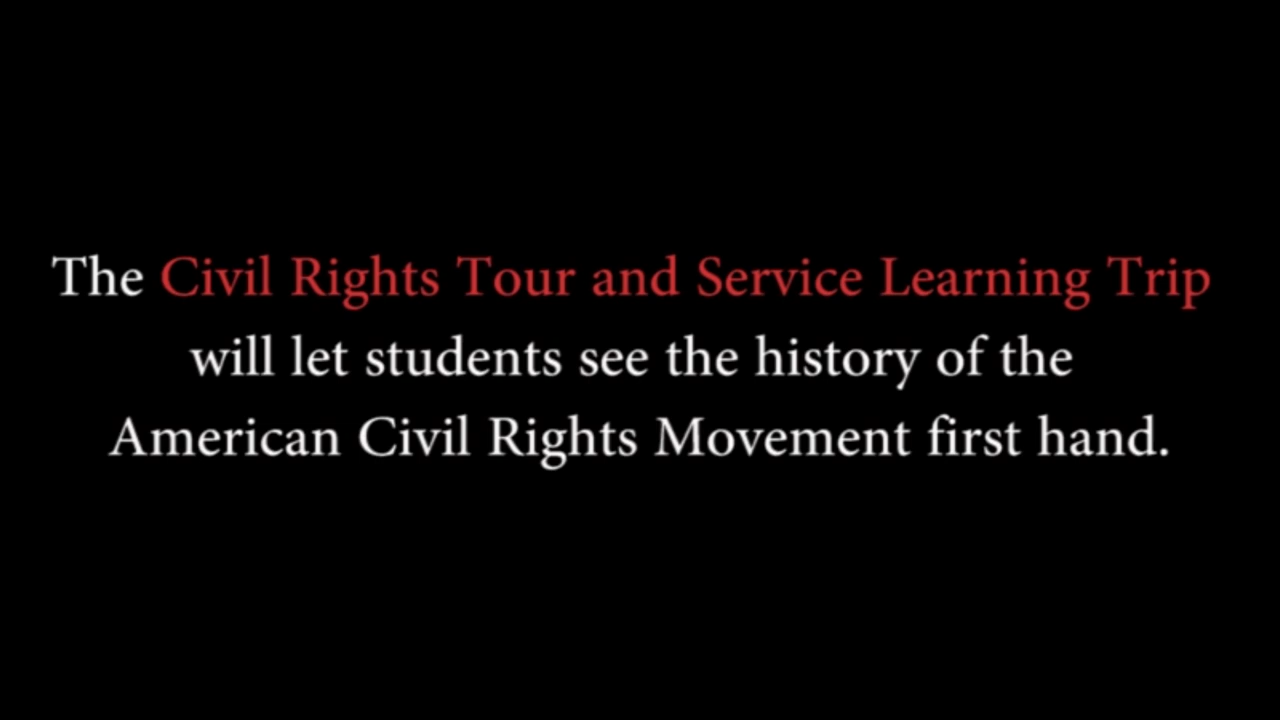 The Civil Rights Tour and Service Learning Trip
will let students see the history of the
American Civil Rights Movement first hand.